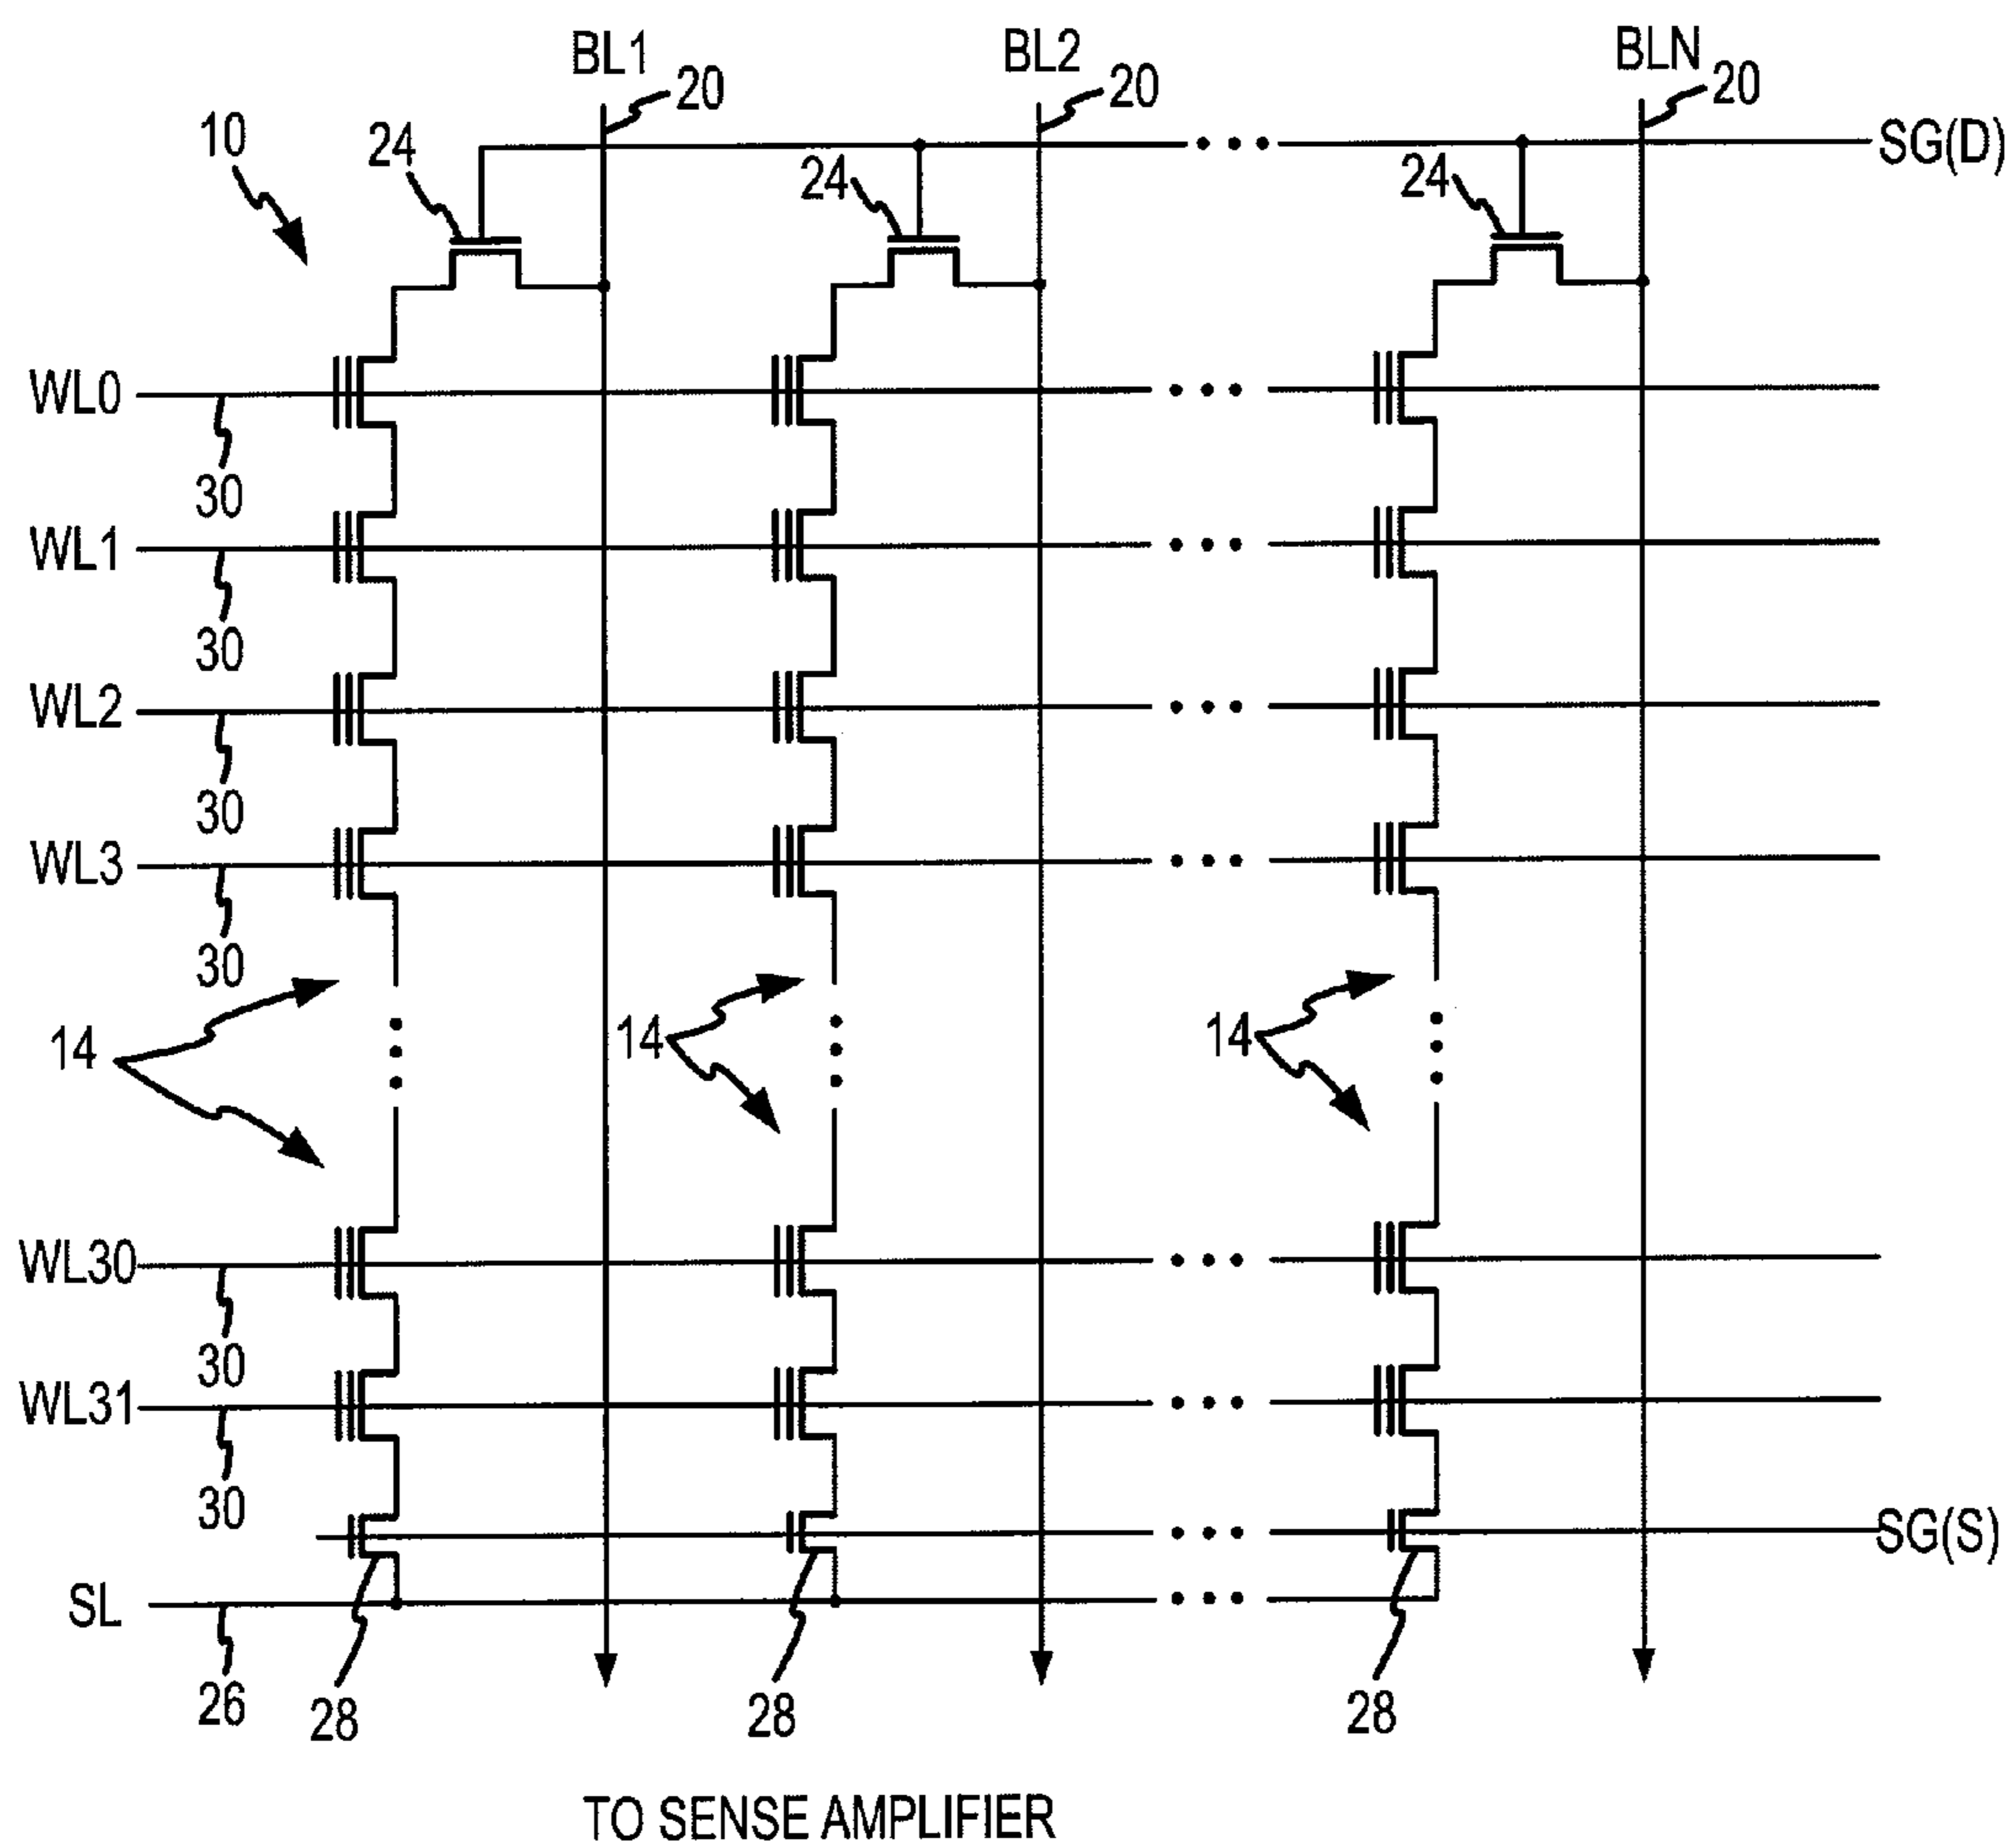 BL1
20
BL2
20
BLN
20
SG(D)
10
24
24
24
WL0
30
WL1
30
WL2
30
WL3
30
14
14
14
WL30
30
WL31
30
SG(S)
SL
26
28
28
28
TO SENSE AMPLIFIER